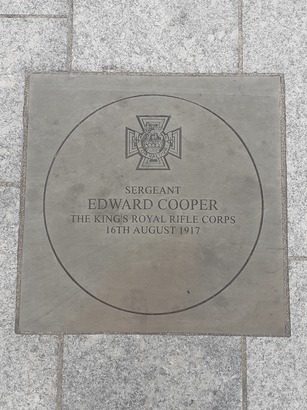 SERGEANT
EDWARD COOPER
THE KING'S ROYAL RIFLE CORPS
16TH AUGUST 1917